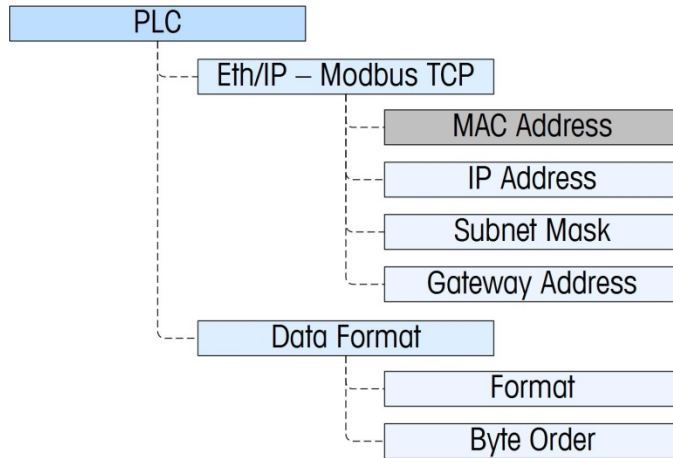 PLC
Eth/IP – Modbus TCP
MAC Address
IP Address
Subnet Mask
Gateway Address
Data Format
Format
Byte Order